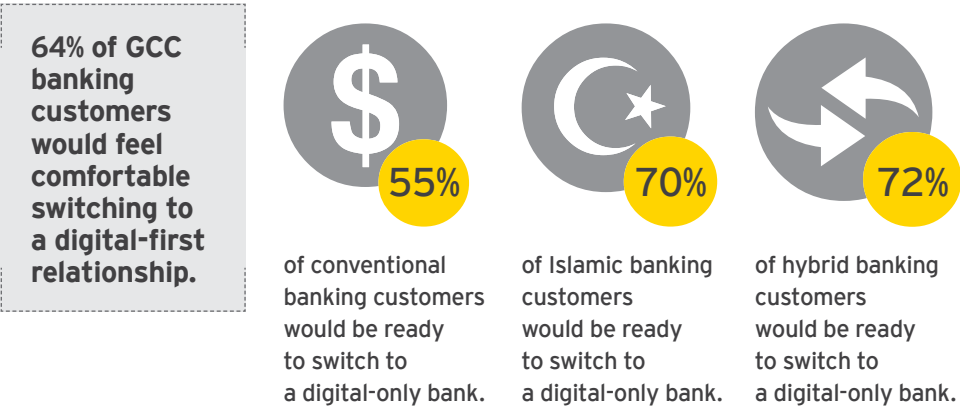 64% of GCC
banking
customers
would feel
comfortable
switching to
a digital-first
relationship.
$
55%
of conventional
banking customers
would be ready
to switch to
a digital-only bank.
70%
of Islamic banking
customers
would be ready
to switch to
a digital-only bank.
72%
of hybrid banking
customers
would be ready
to switch to
a digital-only bank.